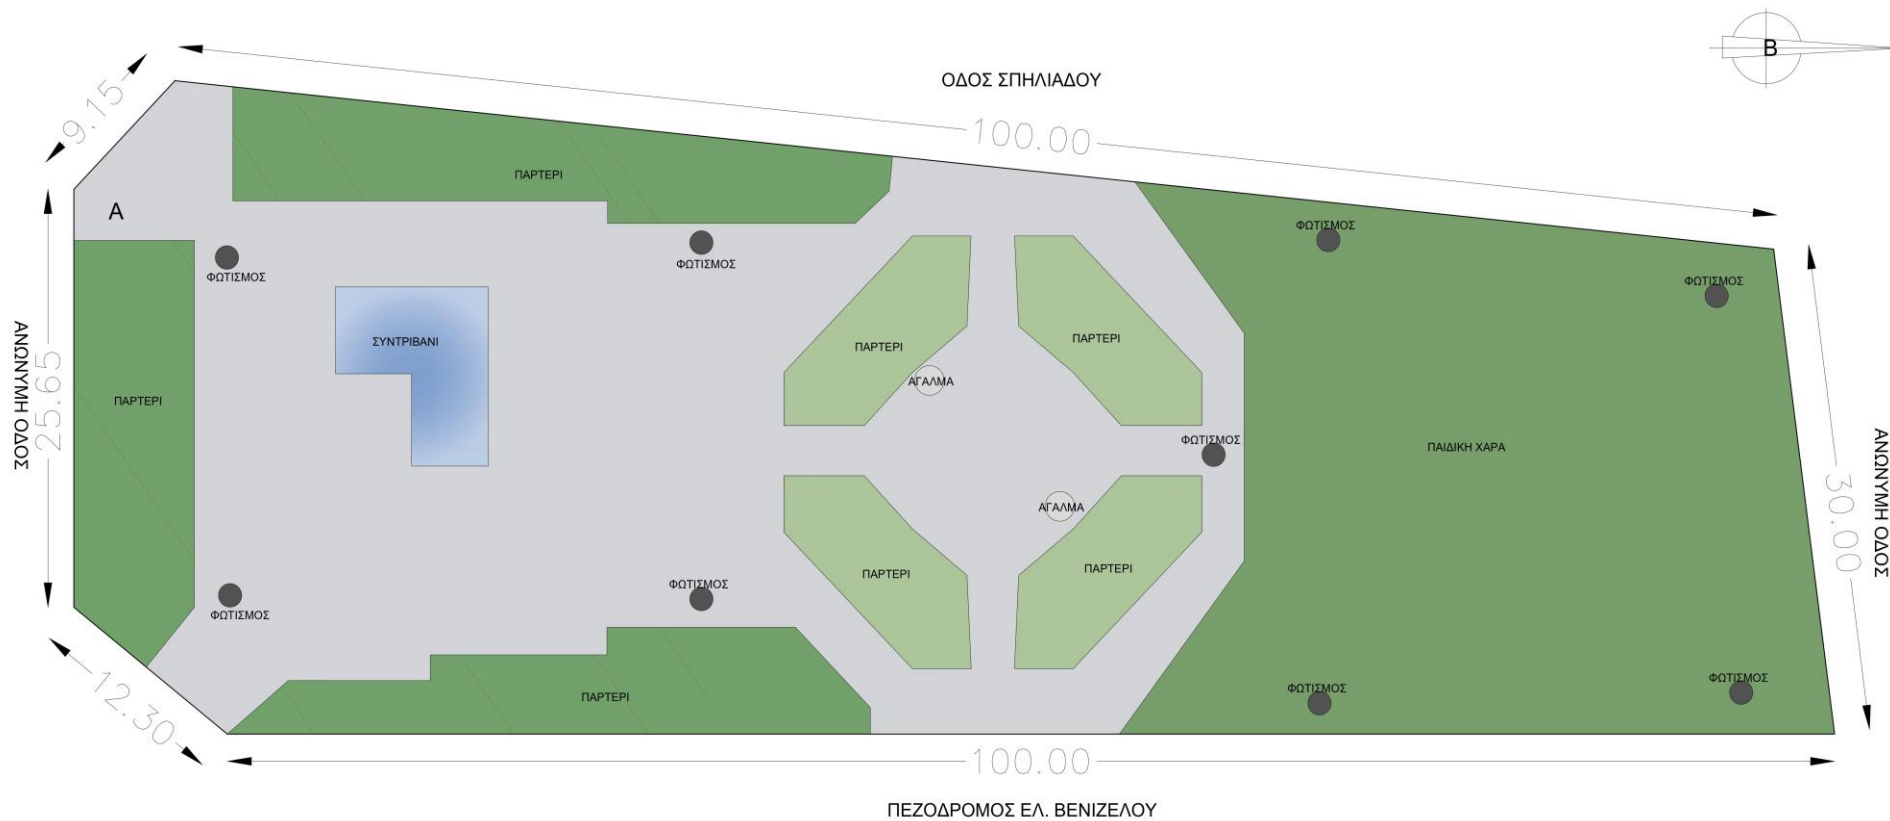 Β
ΟΔΟΣ ΣΠΗΛΙΑΔΟΥ
9.15
100.00
ΠΑΡΤΕΡΙ
Α
ΦΩΤΙΣΜΟΣ
ΦΩΤΙΣΜΟΣ
ΦΩΤΙΣΜΟΣ
ΦΩΤΙΣΜΟΣ
ΣΥΝΤΡΙΒΑΝΙ
ΠΑΡΤΕΡΙ
ΠΑΡΤΕΡΙ
ΑΓΑΛΜΑ
ΑΝΩΝΥΜΗ ΟΔΟΣ
25.65
ΠΑΡΤΕΡΙ
ΦΩΤΙΣΜΟΣ
ΠΑΙΔΙΚΗ ΧΑΡΑ
ΑΝΩΝΥΜΗ ΟΔΟΣ
30.00
ΑΓΑΛΜΑ
ΠΑΡΤΕΡΙ
ΠΑΡΤΕΡΙ
ΦΩΤΙΣΜΟΣ
ΦΩΤΙΣΜΟΣ
ΦΩΤΙΣΜΟΣ
ΦΩΤΙΣΜΟΣ
ΠΑΡΤΕΡΙ
12.30
100.00
ΠΕΖΟΔΡΟΜΟΣ ΕΛ. ΒΕΝΙΖΕΛΟΥ